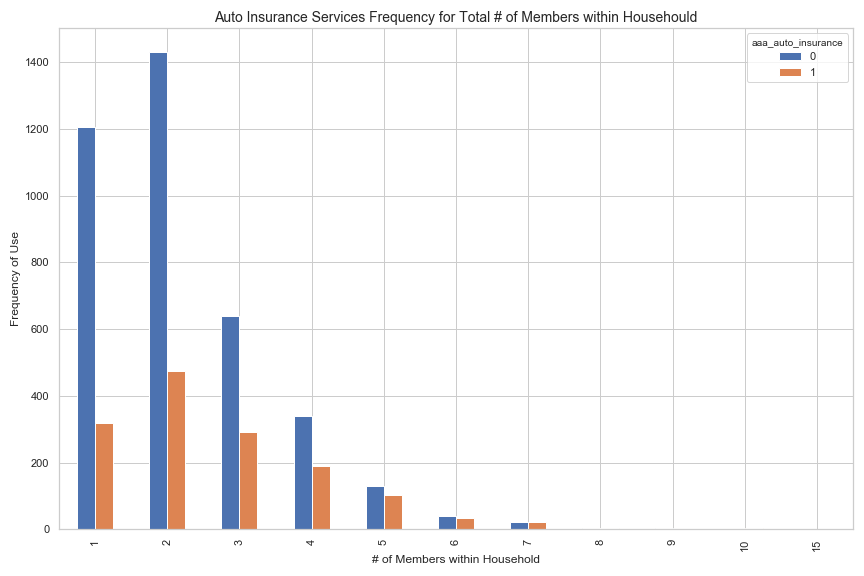 Auto Insurance Services Frequency for Total # of Members within Househould
aaa_auto_insurance
0
1
1400
1200
1000
800
600
400
200
0
Frequency of Use
1 2 3 4 5 6 7 8 9 10 15
# of Members within Household